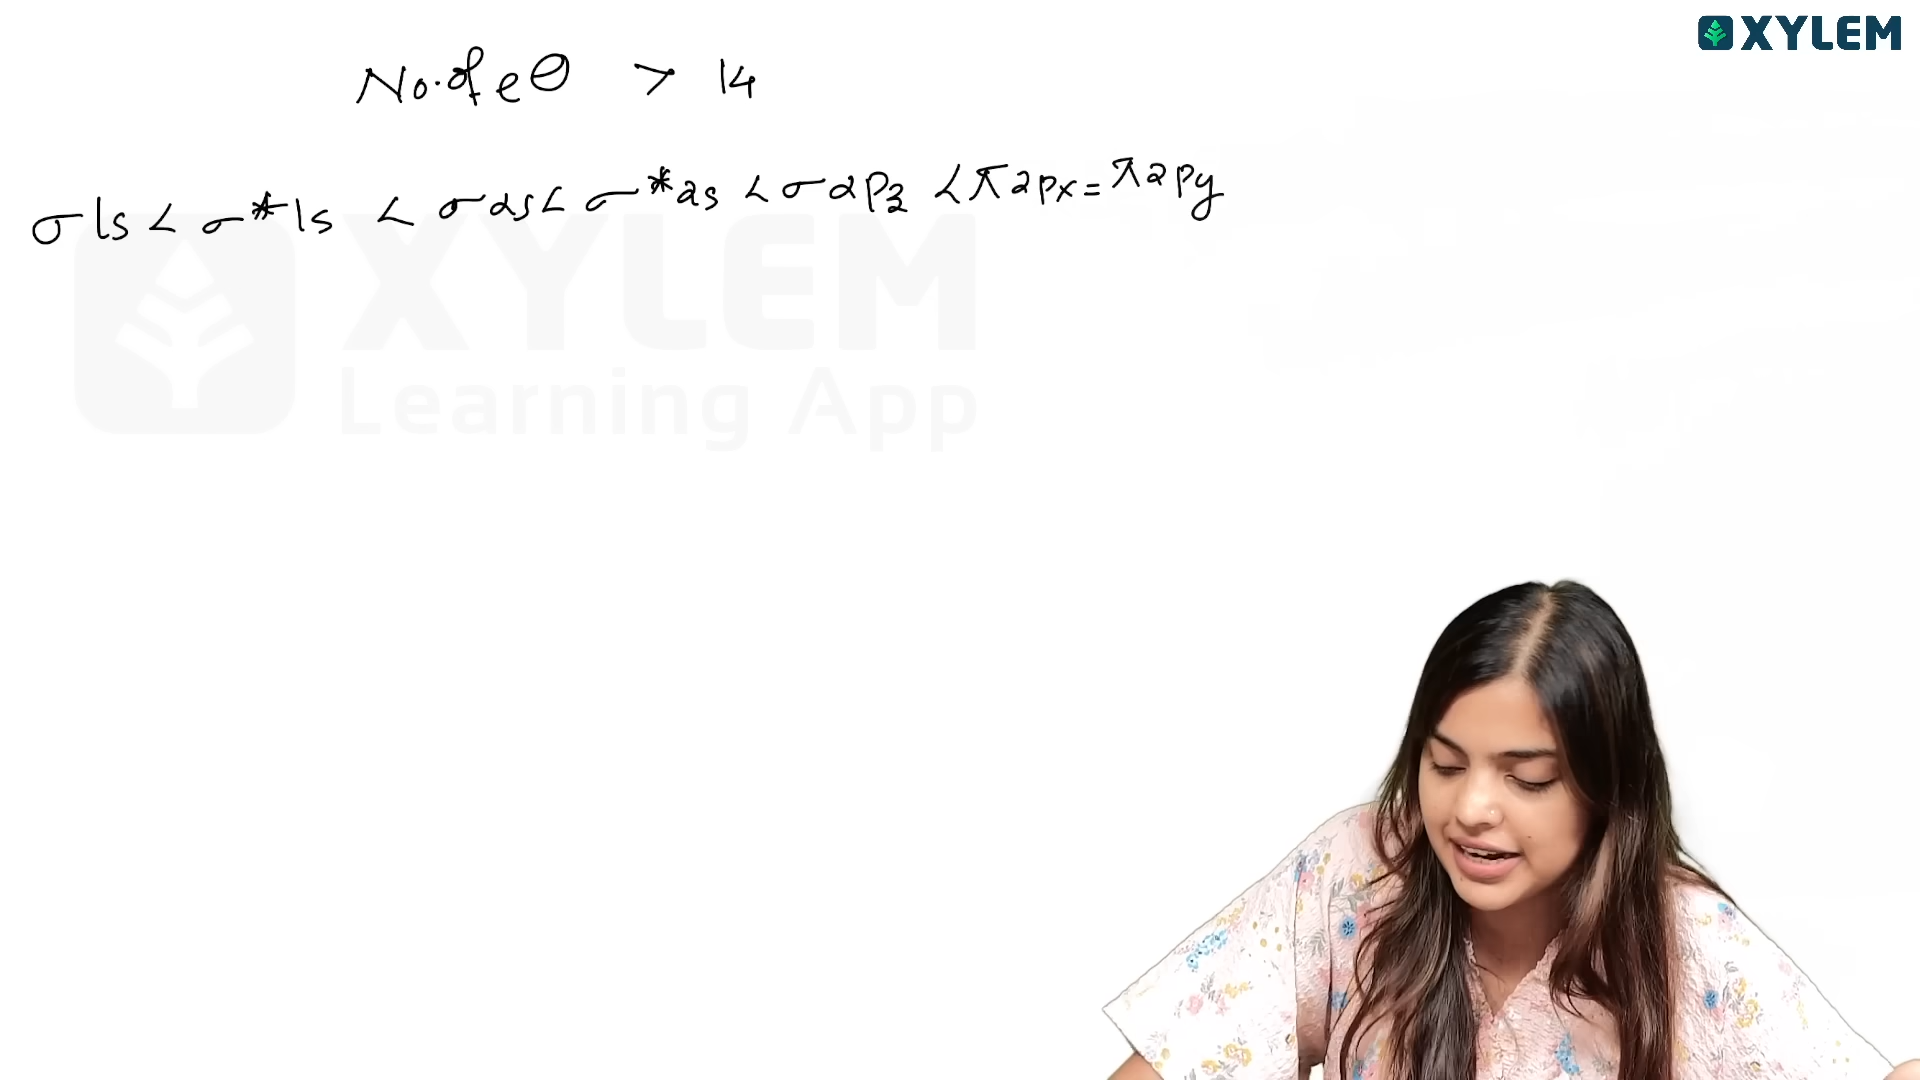 XYLEM
No. of e⊖ > 14
σ1s < σ*1s < σ2s < σ*2s < σ2pz < π2px = π2py
XYLEM
Learning App